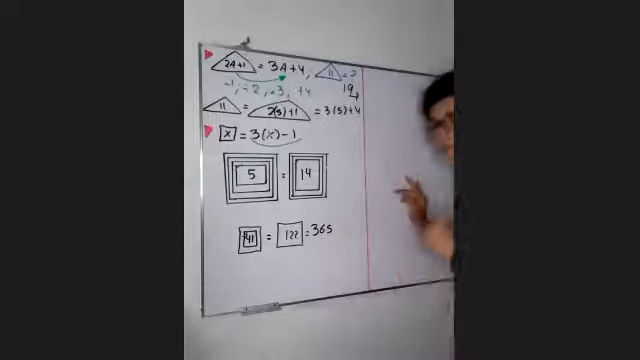 2A+1 = 3A+4, 11 = ?
-1, ÷2, ×3, +4 19
11 = 2(5)+1 = 3(5)+4
x = 3(x)-1
5 = 14
41 = 122 = 365